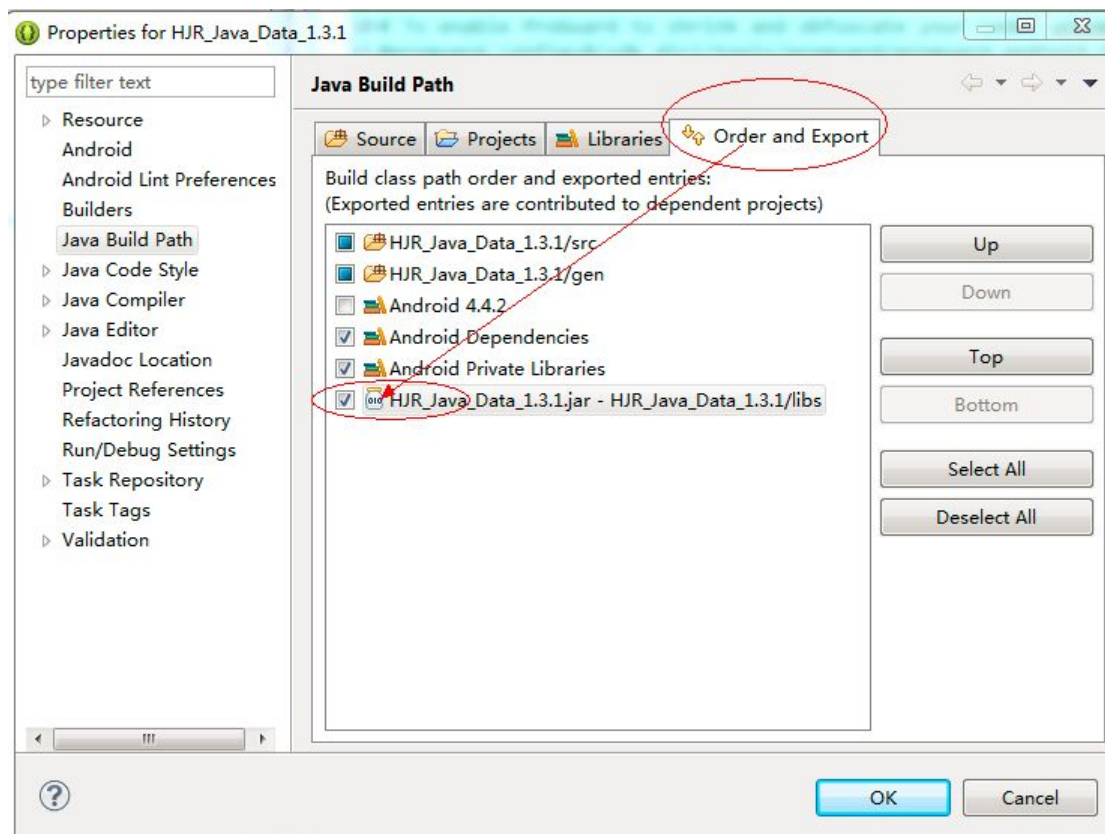 Properties for HJR_Java_Data_1.3.1
type filter text
Resource
Android
Android Lint Preferences
Builders
Java Build Path
Java Code Style
Java Compiler
Java Editor
Javadoc Location
Project References
Refactoring History
Run/Debug Settings
Task Repository
Task Tags
Validation
Java Build Path
Source Projects Libraries Order and Export
Build class path order and exported entries:
(Exported entries are contributed to dependent projects)
HJR_Java_Data_1.3.1/src
HJR_Java_Data_1.3.1/gen
Android 4.4.2
Android Dependencies
Android Private Libraries
HJR_Java_Data_1.3.1.jar - HJR_Java_Data_1.3.1/libs
Up
Down
Top
Bottom
Select All
Deselect All
OK Cancel